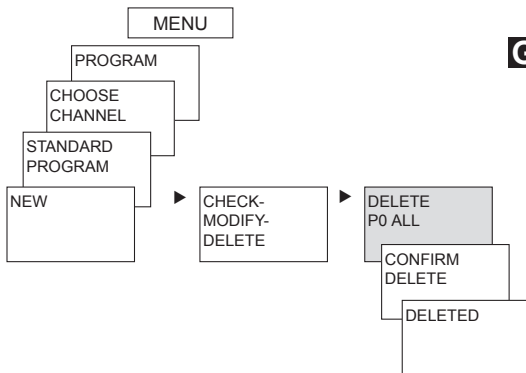 MENU
G
PROGRAM
CHOOSE
CHANNEL
STANDARD
PROGRAM
NEW
CHECK-
MODIFY-
DELETE
DELETE
P0 ALL
CONFIRM
DELETE
DELETED